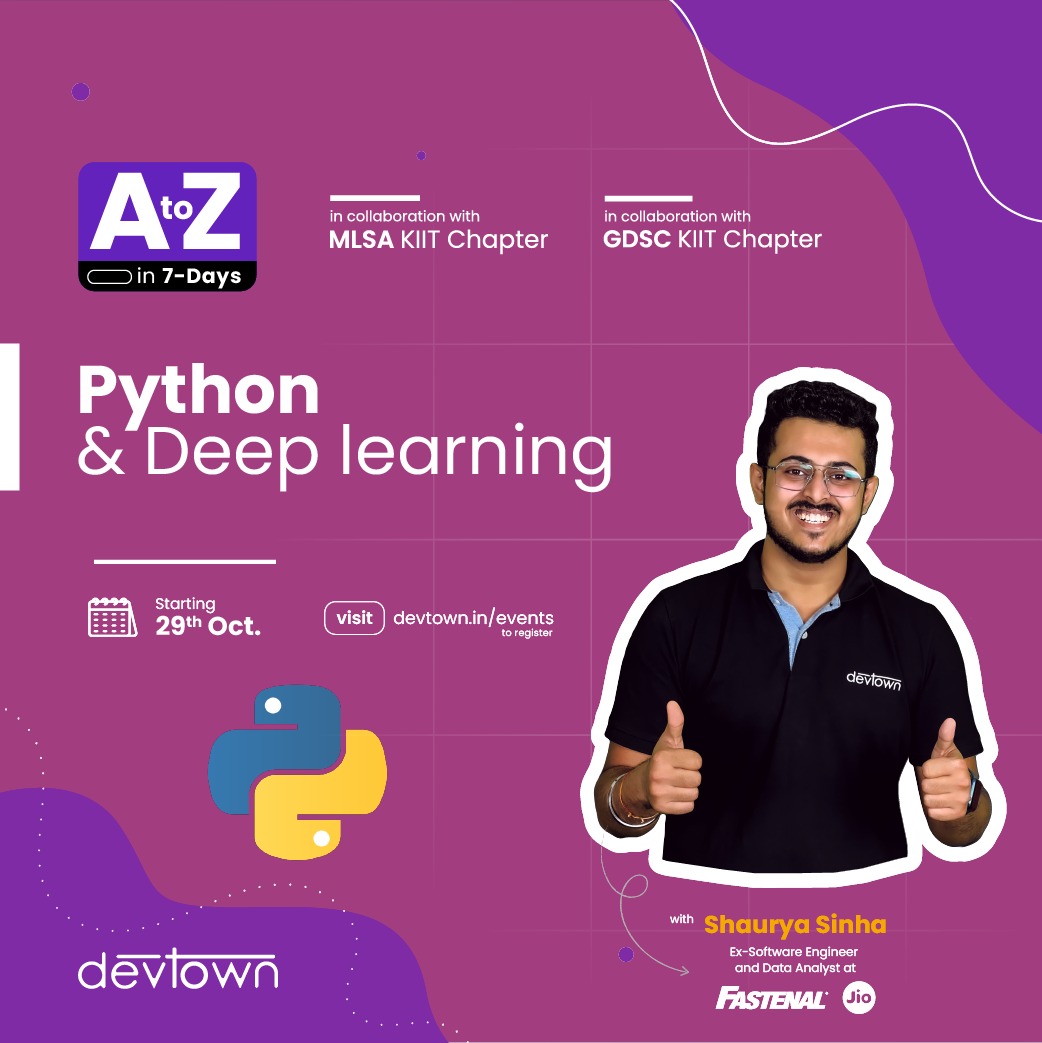 AtoZ
in 7-Days
in collaboration with
MLSA KIIT Chapter
in collaboration with
GDSC KIIT Chapter
Python
& Deep learning
Starting
29th Oct.
visit devtown.in/events
to register
devtown
with Shaurya Sinha
Ex-Software Engineer
and Data Analyst at
FASTENAL Jio
devtown